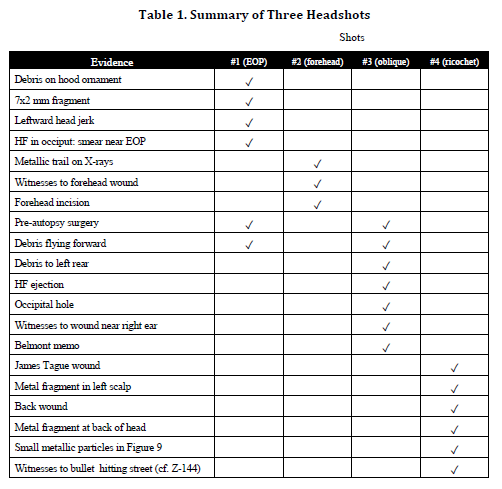 Table 1. Summary of Three Headshots
Shots
Evidence #1 (EOP) #2 (forehead) #3 (oblique) #4 (ricochet)
Debris on hood ornament ✓
7x2 mm fragment ✓
Leftward head jerk ✓
HF in occiput: smear near EOP ✓
Metallic trail on X-rays ✓
Witnesses to forehead wound ✓
Forehead incision ✓
Pre-autopsy surgery ✓ ✓
Debris flying forward ✓ ✓
Debris to left rear ✓
HF ejection ✓
Occipital hole ✓
Witnesses to wound near right ear ✓
Belmont memo ✓
James Tague wound ✓
Metal fragment in left scalp ✓
Back wound ✓
Metal fragment at back of head ✓
Small metallic particles in Figure 9 ✓
Witnesses to bullet hitting street (cf. Z-144) ✓